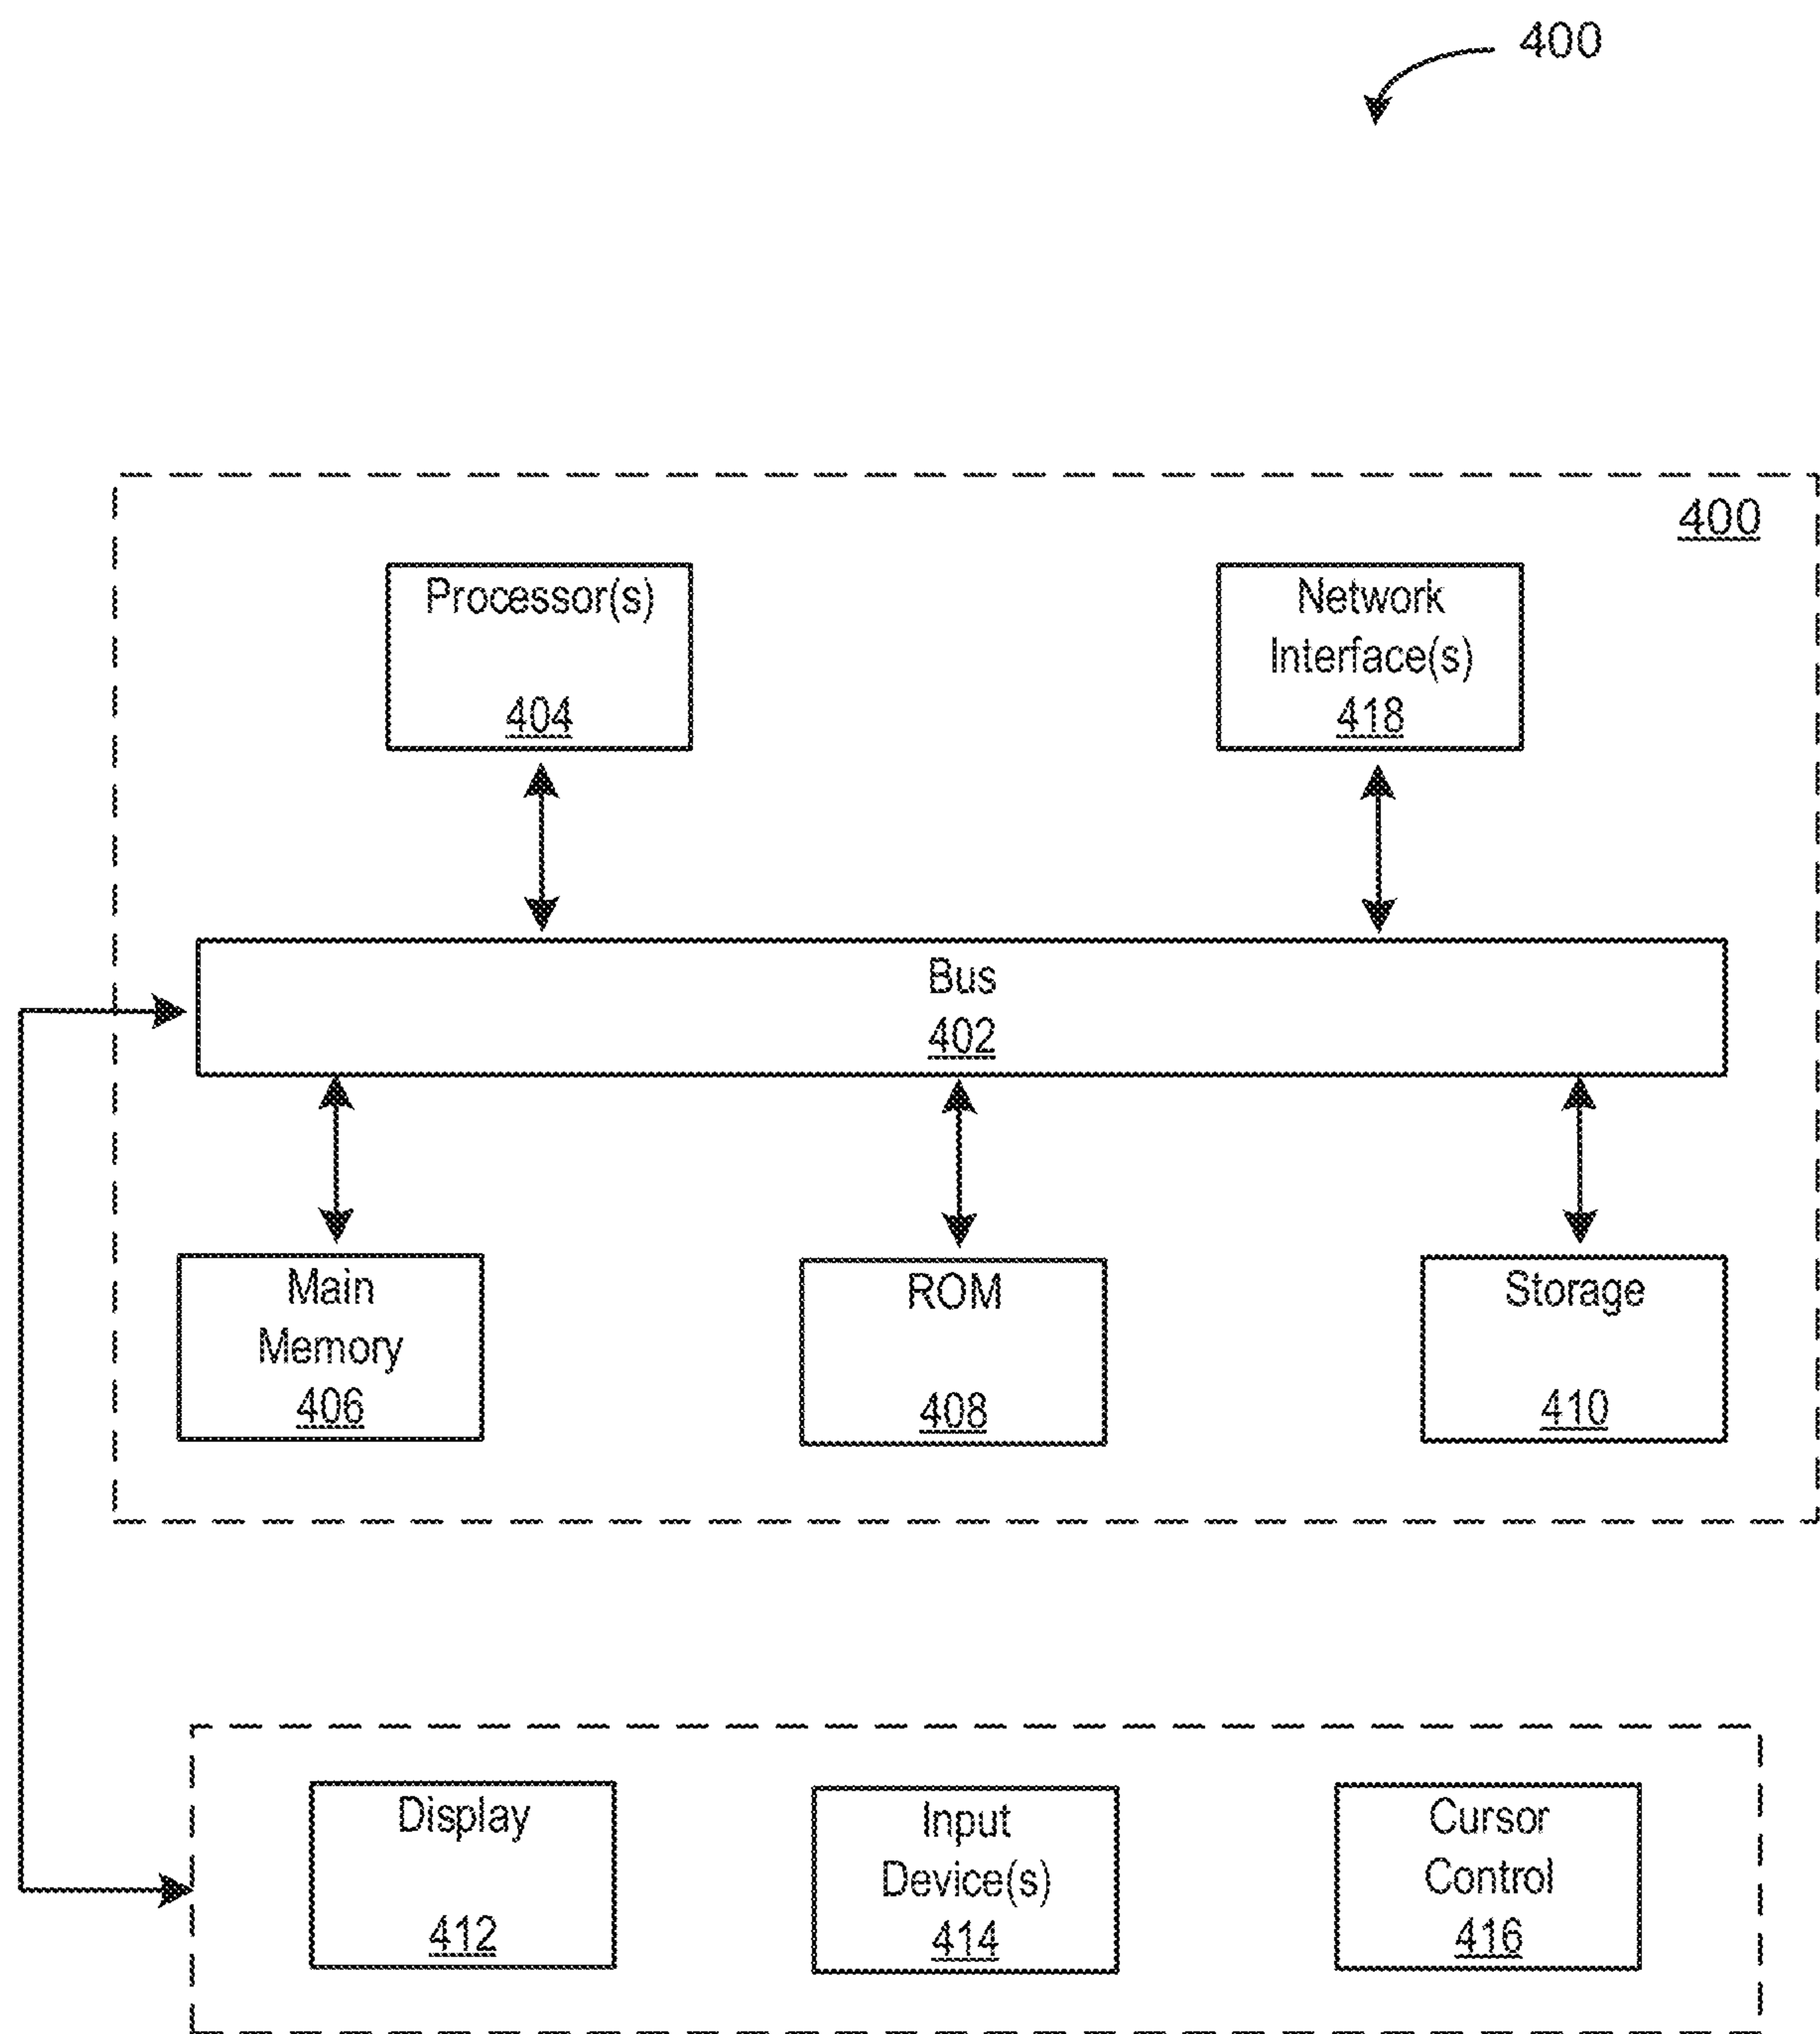 400
400
Processor(s)
404
Network
Interface(s)
418
Bus
402
Main
Memory
406
ROM
408
Storage
410
Display
412
Input
Device(s)
414
Cursor
Control
416